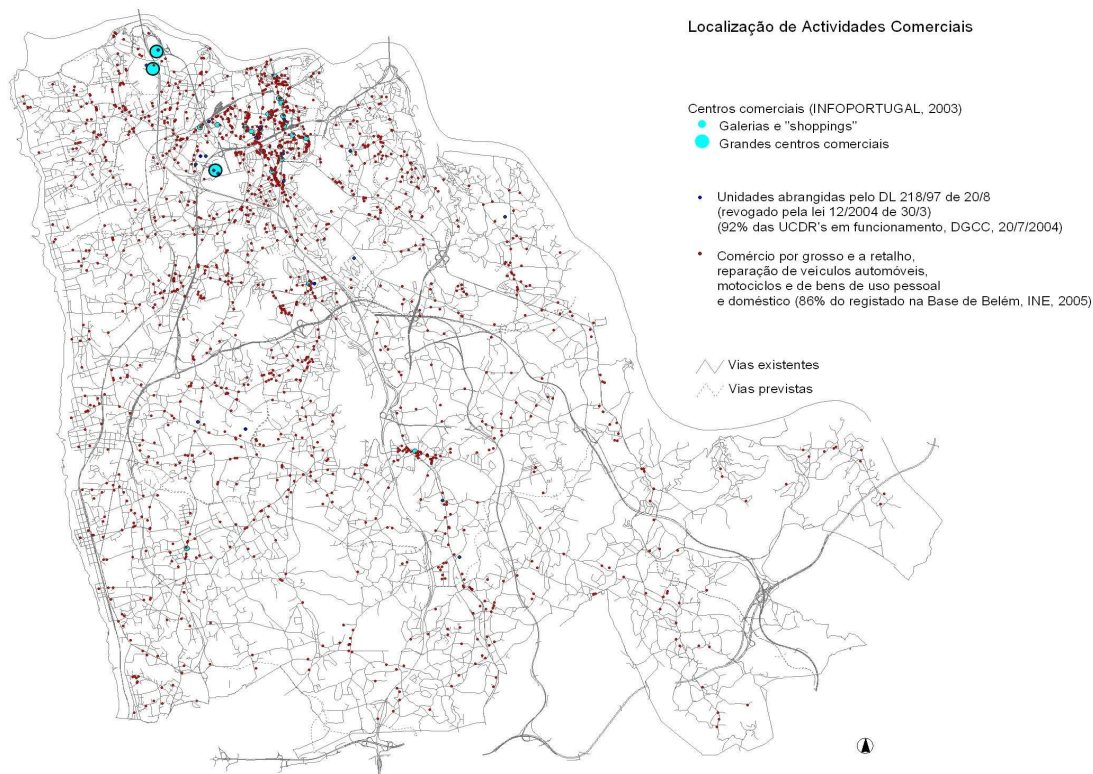 Localização de Actividades Comerciais
Centros comerciais (INFOPORTUGAL, 2003)
Galerias e "shoppings"
Grandes centros comerciais
Unidades abrangidas pelo DL 218/97 de 20/8
(revogado pela lei 12/2004 de 30/3)
(92% das UCDR's em funcionamento, DGCC, 20/7/2004)
Comércio por grosso e a retalho,
reparação de veículos automóveis,
motociclos e de bens de uso pessoal
e doméstico (86% do registado na Base de Belém, INE, 2005)
Vias existentes
Vias previstas